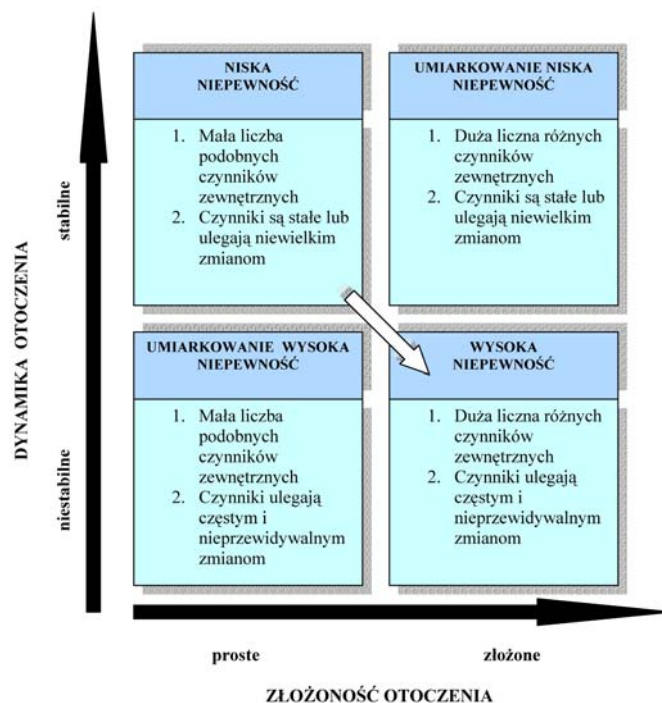 NISKA
NIEPEWNOŚĆ
1. Mała liczba
podobnych
czynników
zewnętrznych
2. Czynniki są stałe lub
ulegają niewielkim
zmianom
UMIARKOWANIE NISKA
NIEPEWNOŚĆ
1. Duża liczna różnych
czynników
zewnętrznych
2. Czynniki są stałe lub
ulegają niewielkim
zmianom
UMIARKOWANIE WYSOKA
NIEPEWNOŚĆ
1. Mała liczba
podobnych
czynników
zewnętrznych
2. Czynniki ulegają
częstym i
nieprzewidywalnym
zmianom
WYSOKA
NIEPEWNOŚĆ
1. Duża liczna różnych
czynników
zewnętrznych
2. Czynniki ulegają
częstym i
nieprzewidywalnym
zmianom
DYNAMIKA OTOCZENIA
stabilne
niestabilne
proste
złożone
ZŁOŻONOŚĆ OTOCZENIA